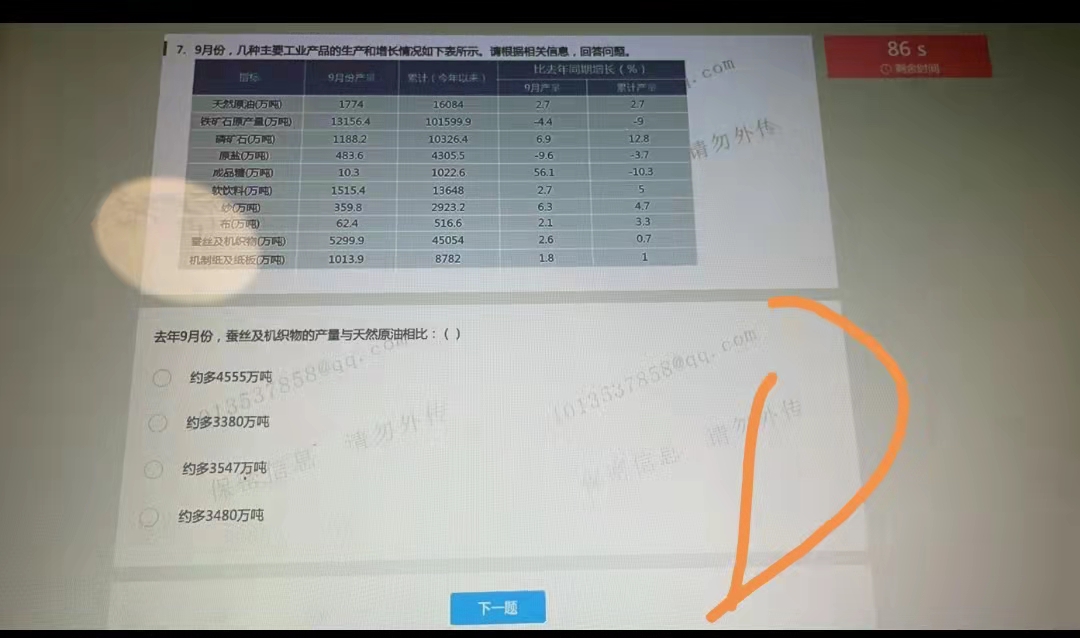 7. 9月份，几种主要工业产品的生产和增长情况如下表所示。请根据相关信息，回答问题。
86 s
剩余时间
指标 9月份产量 累计（今年以来） 比去年同期增长（%）
9月产量 累计产量
天然原油(万吨) 1774 16084 2.7 2.7
铁矿石原产量(万吨) 13156.4 101599.9 -4.4 -9
磷矿石(万吨) 1188.2 10326.4 6.9 12.8
原盐(万吨) 483.6 4305.5 -9.6 -3.7
成品糖(万吨) 10.3 1022.6 56.1 -10.3
软饮料(万吨) 1515.4 13648 2.7 5
纱(万吨) 359.8 2923.2 6.3 4.7
布(万吨) 62.4 516.6 2.1 3.3
蚕丝及机织物(万吨) 5299.9 45054 2.6 0.7
机制纸及纸板(万吨) 1013.9 8782 1.8 1
.com
请勿外传
去年9月份，蚕丝及机织物的产量与天然原油相比：( )
约多4555万吨
约多3380万吨
约多3547万吨
约多3480万吨
1013537858@qq.com
保密信息 请勿外传
1013537858@qq.com
保密信息 请勿外传
下一题